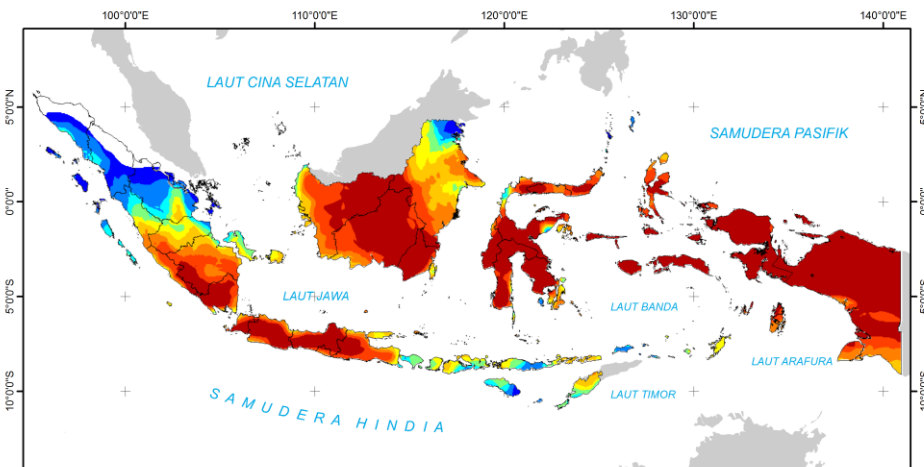 100°0'0"E 110°0'0"E 120°0'0"E 130°0'0"E 140°0'0"E
LAUT CINA SELATAN
5°0'0"N
SAMUDERA PASIFIK
0°0'0"
LAUT JAWA
5°0'0"S
LAUT BANDA
LAUT ARAFURA
10°0'0"S
LAUT TIMOR
SAMUDERA HINDIA